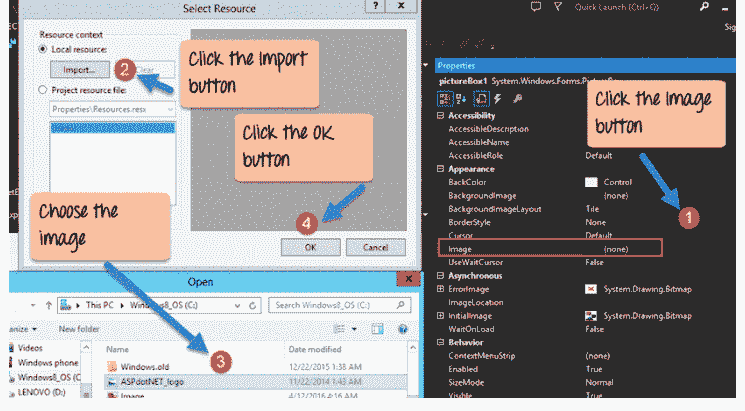 Select Resource
?
x
Resource context
Local resource:
Import...
2
Clear
Click the Import
button
Project resource file:
Properties\Resources.resx
Click the OK
button
Choose the
image
4
OK
Cancel
Open
x
This PC
Windows8_OS (C:)
Search Windows8_OS (C:)
New folder
Videos
Windows phone
Windows8_OS (C
LENOVO (D:)
Name
Date modified
3
Windows.old
12/22/2015 1:38 AM
ASPdotNET_logo
11/22/2014 1:43 AM
Image
4/12/2016 4:16 AM
Quick Launch (Ctrl+Q)
Sig
Properties
pictureBox1 System.Windows.Forms.Pictu
Click the Image
button
Accessibility
AccessibleDescription
AccessibleName
AccessibleRole
Default
Appearance
BackColor
Control
BackgroundImage
(none)
BackgroundImageLayout
Tile
1
BorderStyle
None
Cursor
Default
Image
(none)
UseWaitCursor
False
Asynchronous
ErrorImage
System.Drawing.Bitmap
ImageLocation
InitialImage
System.Drawing.Bitmap
WaitOnLoad
False
Behavior
ContextMenuStrip
(none)
Enabled
True
SizeMode
Normal
Visible
True